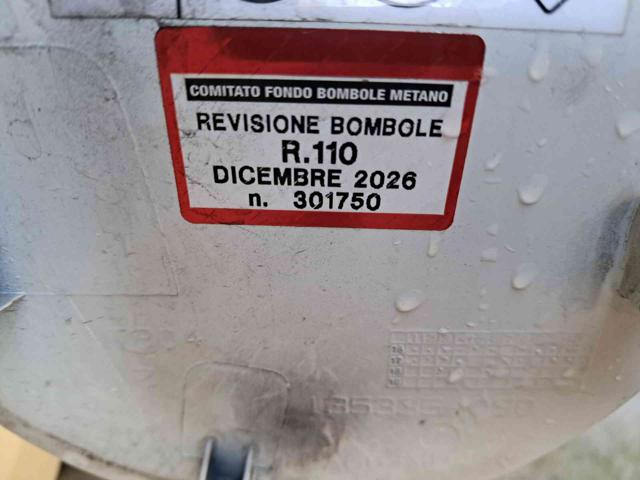 COMITATO FONDO BOMBOLE METANO
REVISIONE BOMBOLE
R.110
DICEMBRE 2026
n. 301750